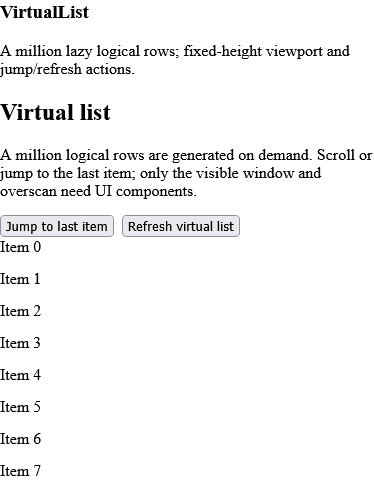 VirtualList
A million lazy logical rows; fixed-height viewport and
jump/refresh actions.
Virtual list
A million logical rows are generated on demand. Scroll or
jump to the last item; only the visible window and
overscan need UI components.
Jump to last item Refresh virtual list
Item 0
Item 1
Item 2
Item 3
Item 4
Item 5
Item 6
Item 7